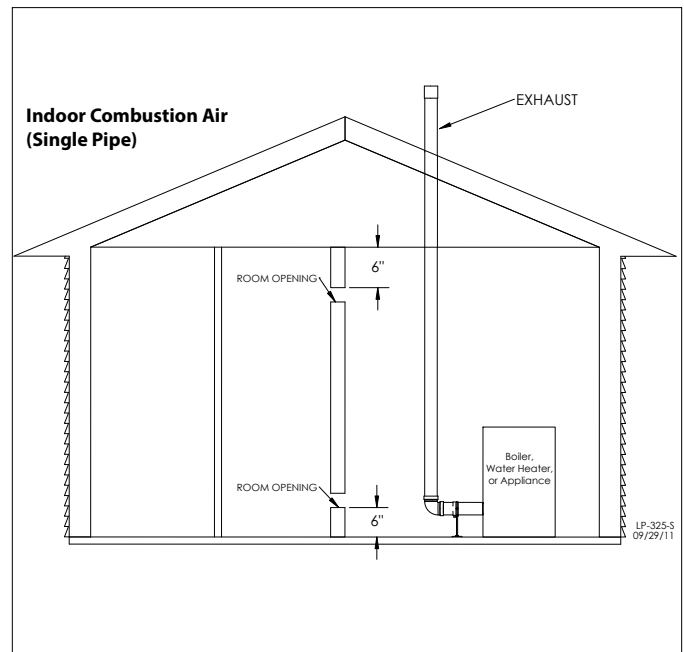 EXHAUST
Indoor Combustion Air
(Single Pipe)
6"
ROOM OPENING
Boiler,
Water Heater,
or Appliance
ROOM OPENING
6"
LP-325-S
09/29/11